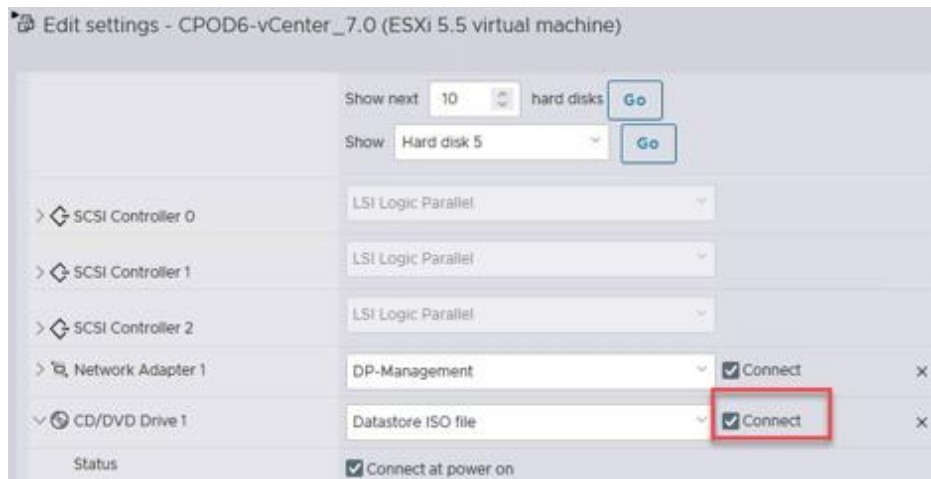 Edit settings - CPOD6-vCenter_7.0 (ESXi 5.5 virtual machine)
Show next 10 hard disks Go
Show Hard disk 5 Go
SCSI Controller 0 LSI Logic Parallel
SCSI Controller 1 LSI Logic Parallel
SCSI Controller 2 LSI Logic Parallel
Network Adapter 1 DP-Management Connect
CD/DVD Drive 1 Datastore ISO file Connect
Status Connect at power on